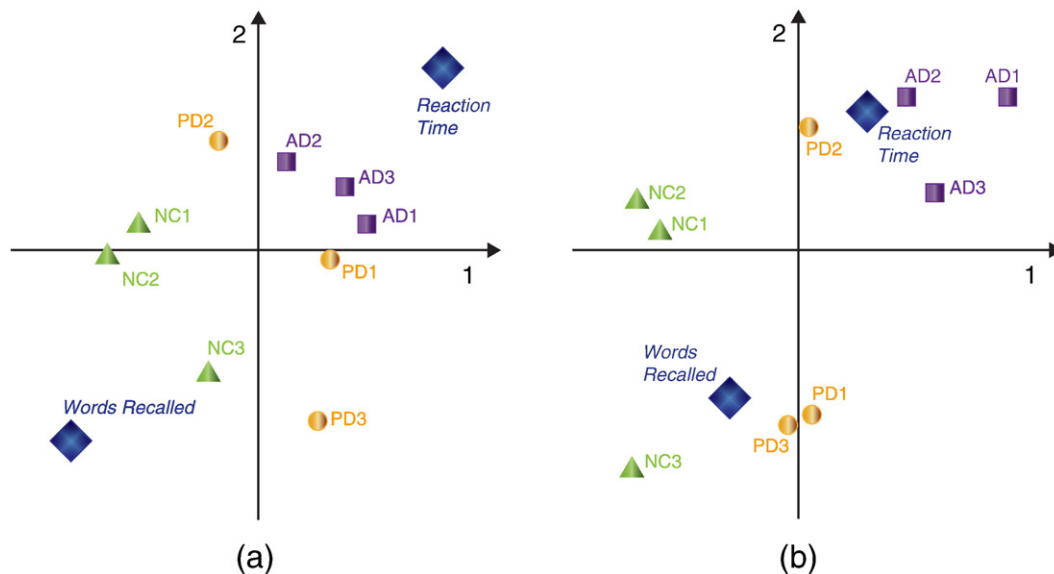 2
Reaction
Time
PD2
AD2
AD3
AD1
NC1
NC2
1
PD1
NC3
Words Recalled
PD3
(a)
2
AD2
AD1
Reaction
Time
PD2
AD3
NC2
NC1
1
Words
Recalled
PD1
PD3
NC3
(b)